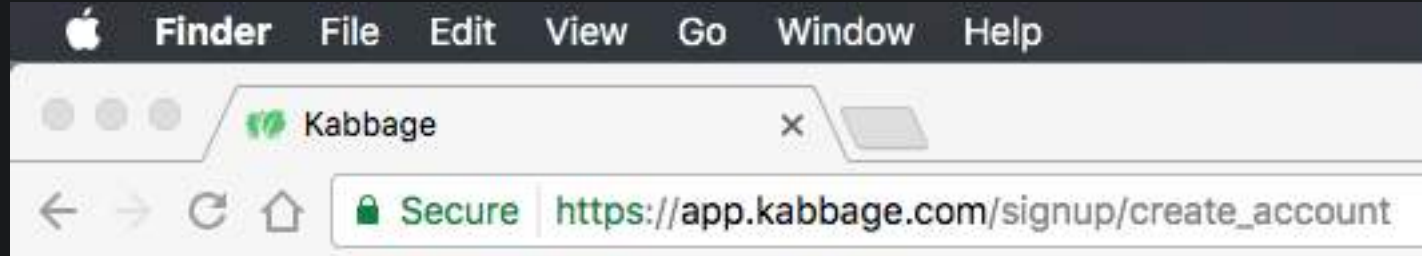 Finder File Edit View Go Window Help
Kabbage
Secure https://app.kabbage.com/signup/create_account